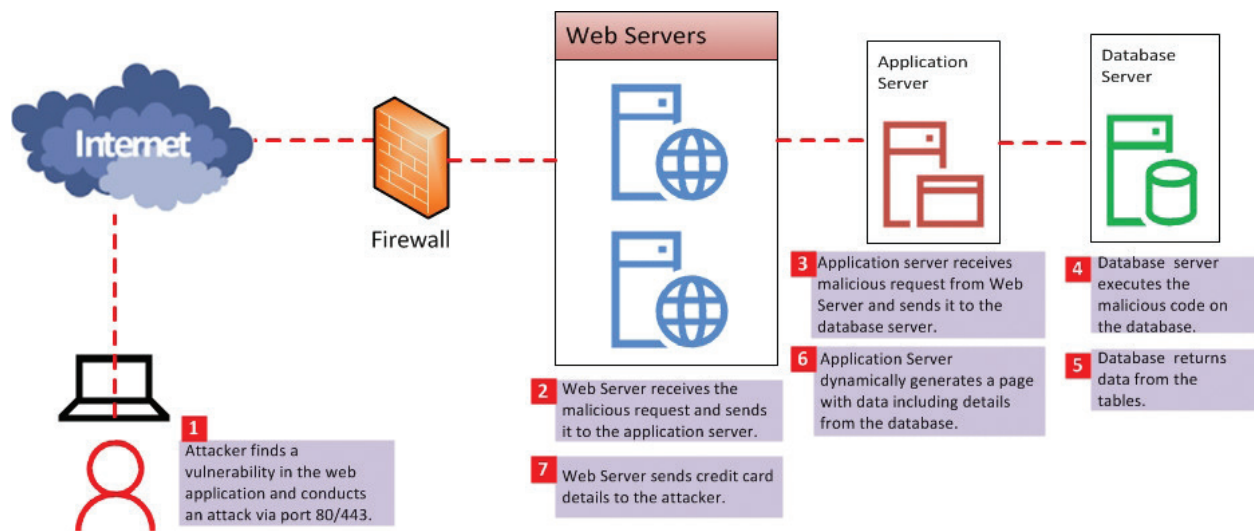 Web Servers
Application
Server
Database
Server
Internet
Firewall
1
Attacker finds a
vulnerability in the web
application and conducts
an attack via port 80/443.
2
Web Server receives the
malicious request and sends
it to the application server.
3
Application server receives
malicious request from Web
Server and sends it to the
database server.
4
Database server
executes the
malicious code on
the database.
5
Database returns
data from the
tables.
6
Application Server
dynamically generates a page
with data including details
from the database.
7
Web Server sends credit card
details to the attacker.